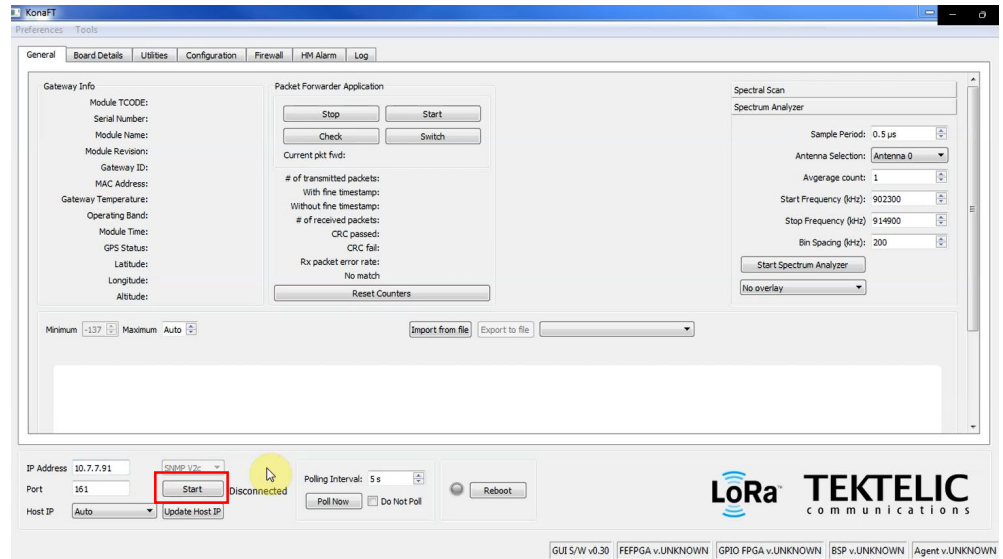 KonaFT
Preferences Tools
General Board Details Utilities Configuration Firewall HM Alarm Log
Gateway Info
Module TCODE:
Serial Number:
Module Name:
Module Revision:
Gateway ID:
MAC Address:
Gateway Temperature:
Operating Band:
Module Time:
GPS Status:
Latitude:
Longitude:
Altitude:
Packet Forwarder Application
Stop Start
Check Switch
Current pkt fwd:
# of transmitted packets:
With fine timestamp:
Without fine timestamp:
# of received packets:
CRC passed:
CRC fail:
Rx packet error rate:
No match
Reset Counters
Spectral Scan
Spectrum Analyzer
Sample Period: 0.5 µs
Antenna Selection: Antenna 0
Avgerage count: 1
Start Frequency (kHz): 902300
Stop Frequency (kHz) 914900
Bin Spacing (kHz): 200
Start Spectrum Analyzer
No overlay
Minimum -137 Maximum Auto Import from file Export to file
IP Address 10.7.7.91 SNMP V2c
Port 161 Start Disconnected
Host IP Auto Update Host IP
Polling Interval: 5 s
Poll Now Do Not Poll
Reboot
LoRa™ TEKTELIC
communications
GUI S/W v0.30 FEFPGA v.UNKNOWN GPIO FPGA v.UNKNOWN BSP v.UNKNOWN Agent v.UNKNOWN